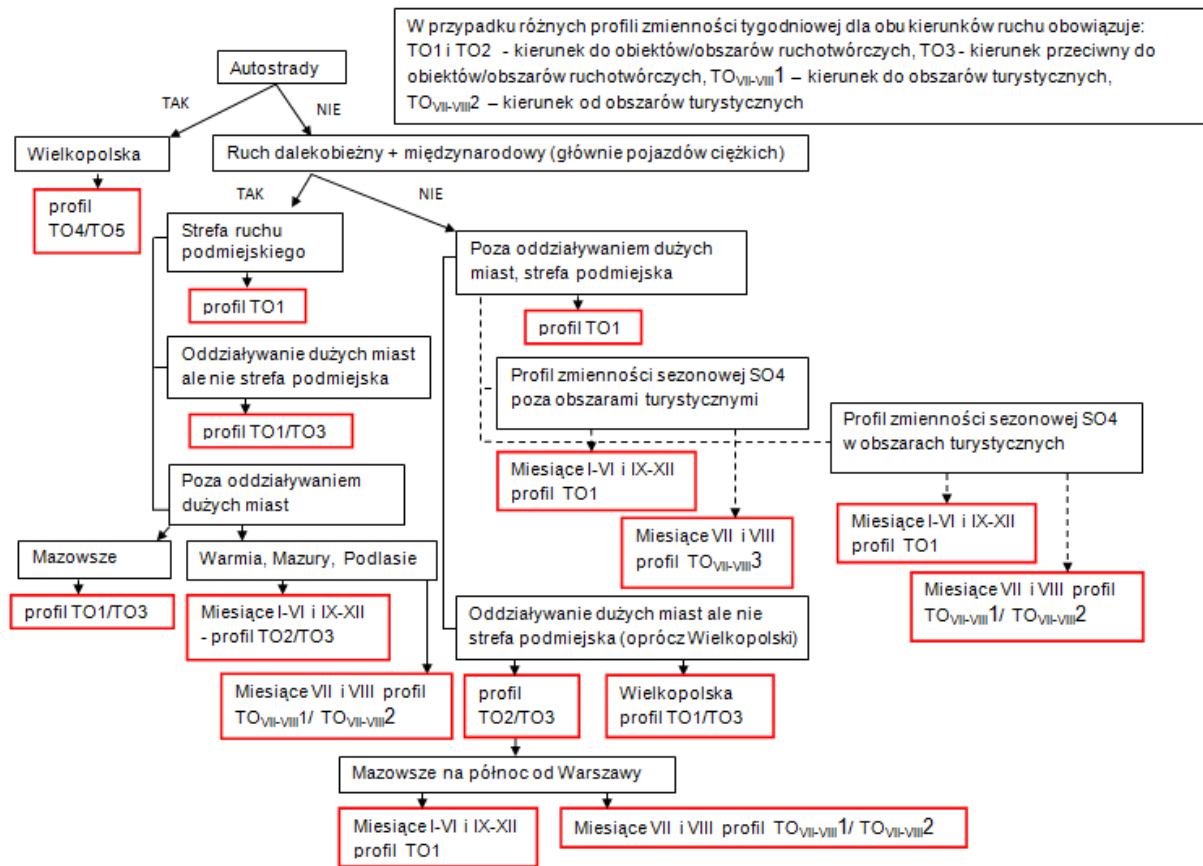 W przypadku różnych profili zmienności tygodniowej dla obu kierunków ruchu obowiązuje:
TO1 i TO2 - kierunek do obiektów/obszarów ruchotwórczych, TO3 - kierunek przeciwny do
obiektów/obszarów ruchotwórczych, TOVII-VIII1 – kierunek do obszarów turystycznych,
TOVII-VIII2 – kierunek od obszarów turystycznych
Autostrady
TAK
NIE
Wielkopolska
Ruch dalekobieżny + międzynarodowy (głównie pojazdów ciężkich)
profil
TO4/TO5
TAK
NIE
Strefa ruchu
podmiejskiego
Poza oddziaływaniem dużych
miast, strefa podmiejska
profil TO1
profil TO1
Oddziaływanie dużych miast
ale nie strefa podmiejska
Profil zmienności sezonowej SO4
poza obszarami turystycznymi
profil TO1/TO3
Profil zmienności sezonowej SO4
w obszarach turystycznych
Miesiące I-VI i IX-XII
profil TO1
Poza oddziaływaniem
dużych miast
Miesiące I-VI i IX-XII
profil TO1
Miesiące VII i VIII
profil TOVII-VIII3
Mazowsze
Warmia, Mazury, Podlasie
Miesiące VII i VIII profil
TOVII-VIII1/ TOVII-VIII2
profil TO1/TO3
Miesiące I-VI i IX-XII
- profil TO2/TO3
Oddziaływanie dużych miast ale nie
strefa podmiejska (oprócz Wielkopolski)
Miesiące VII i VIII profil
TOVII-VIII1/ TOVII-VIII2
profil
TO2/TO3
Wielkopolska
profil TO1/TO3
Mazowsze na północ od Warszawy
Miesiące I-VI i IX-XII
profil TO1
Miesiące VII i VIII profil TOVII-VIII1/ TOVII-VIII2